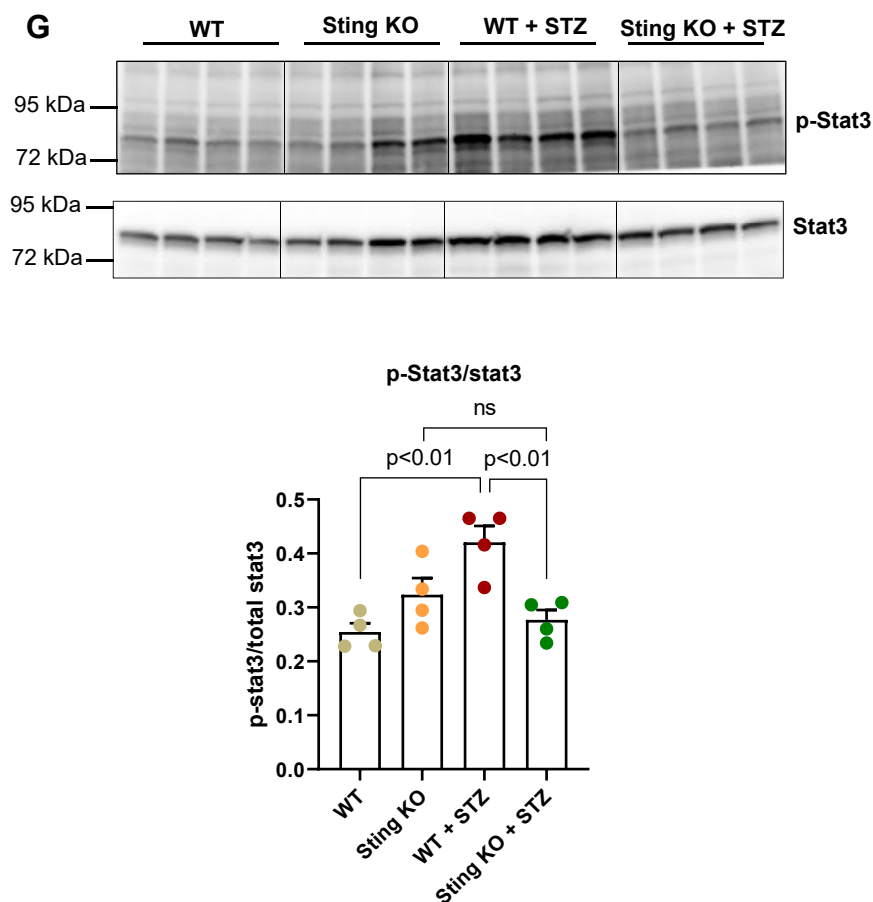 G
WT
Sting KO
WT + STZ
Sting KO + STZ
95 kDa
p-Stat3
72 kDa
95 kDa
Stat3
72 kDa
p-Stat3/stat3
ns
p<0.01
p<0.01
p-stat3/total stat3
0.5
0.4
0.3
0.2
0.1
0.0
WT
Sting KO
WT + STZ
Sting KO + STZ